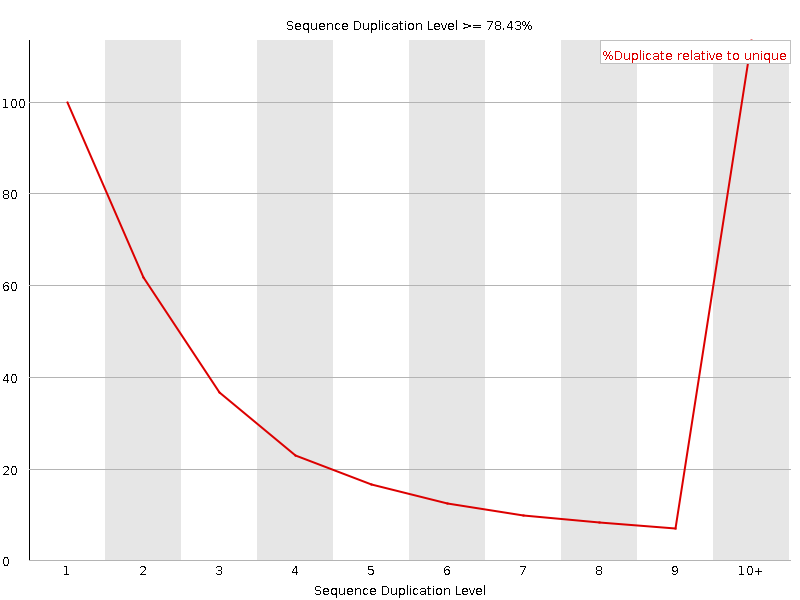 Sequence Duplication Level >= 78.43%
%Duplicate relative to unique
100
80
60
40
20
0
1 2 3 4 5 6 7 8 9 10+
Sequence Duplication Level